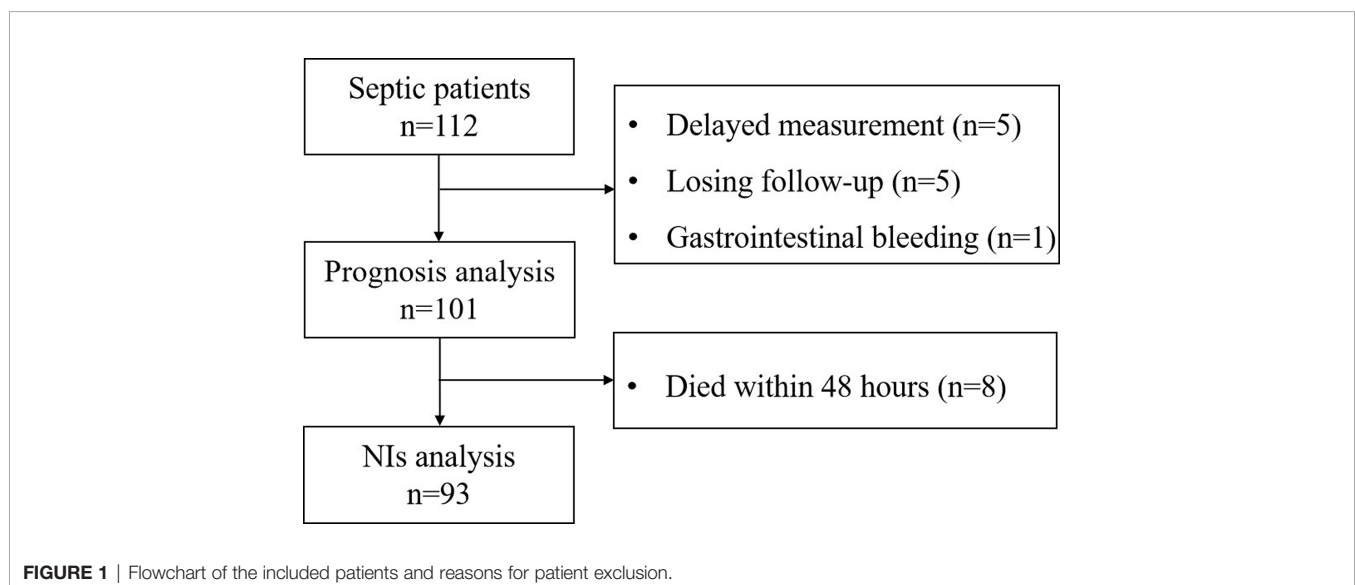 Septic patients
n=112
• Delayed measurement (n=5)
• Losing follow-up (n=5)
• Gastrointestinal bleeding (n=1)
Prognosis analysis
n=101
• Died within 48 hours (n=8)
NIs analysis
n=93
FIGURE 1 | Flowchart of the included patients and reasons for patient exclusion.